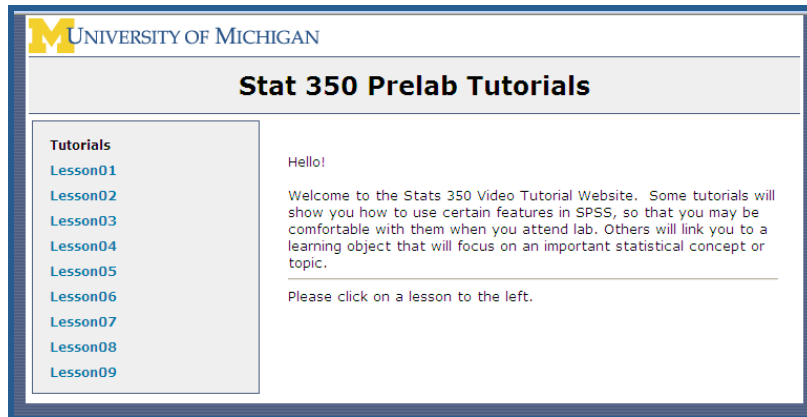 M UNIVERSITY OF MICHIGAN
Stat 350 Prelab Tutorials
Tutorials
Lesson01
Lesson02
Lesson03
Lesson04
Lesson05
Lesson06
Lesson07
Lesson08
Lesson09
Hello!
Welcome to the Stats 350 Video Tutorial Website.  Some tutorials will
show you how to use certain features in SPSS, so that you may be
comfortable with them when you attend lab. Others will link you to a
learning object that will focus on an important statistical concept or
topic.
Please click on a lesson to the left.